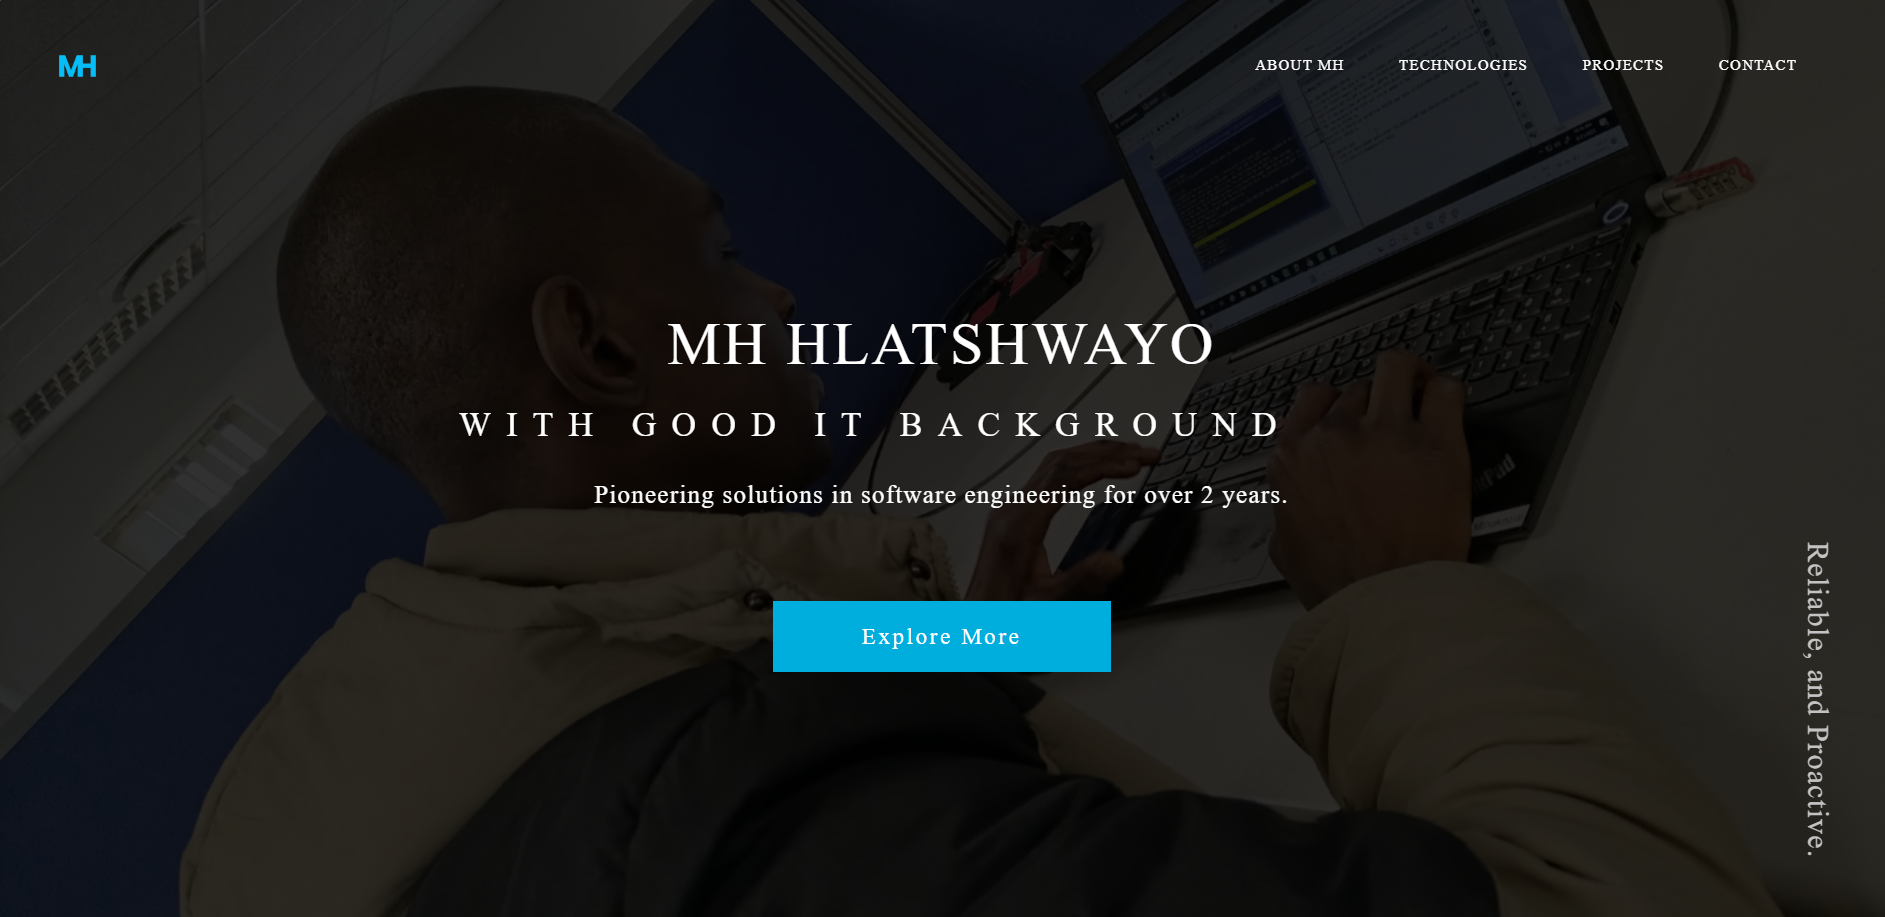 MH
ABOUT MH
TECHNOLOGIES
PROJECTS
CONTACT
MH HLATSHWAYO
WITH GOOD IT BACKGROUND
Pioneering solutions in software engineering for over 2 years.
Explore More
Reliable, and Proactive.